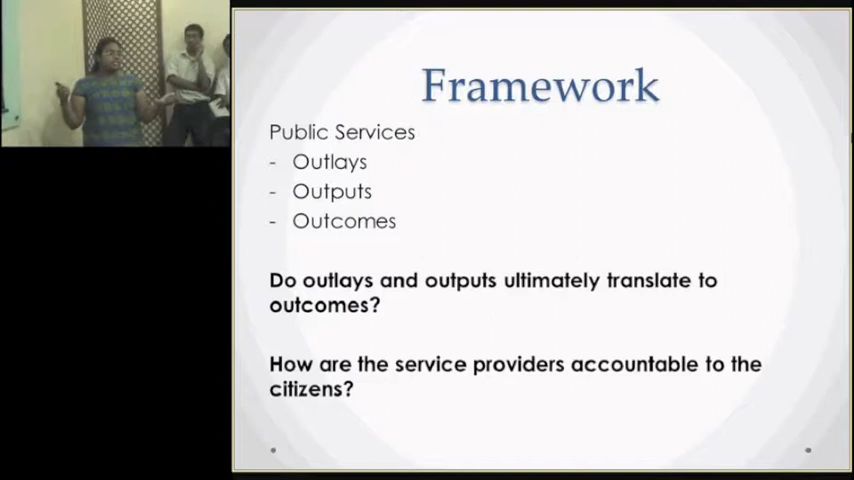 Framework
Public Services
- Outlays
- Outputs
- Outcomes
Do outlays and outputs ultimately translate to
outcomes?
How are the service providers accountable to the
citizens?